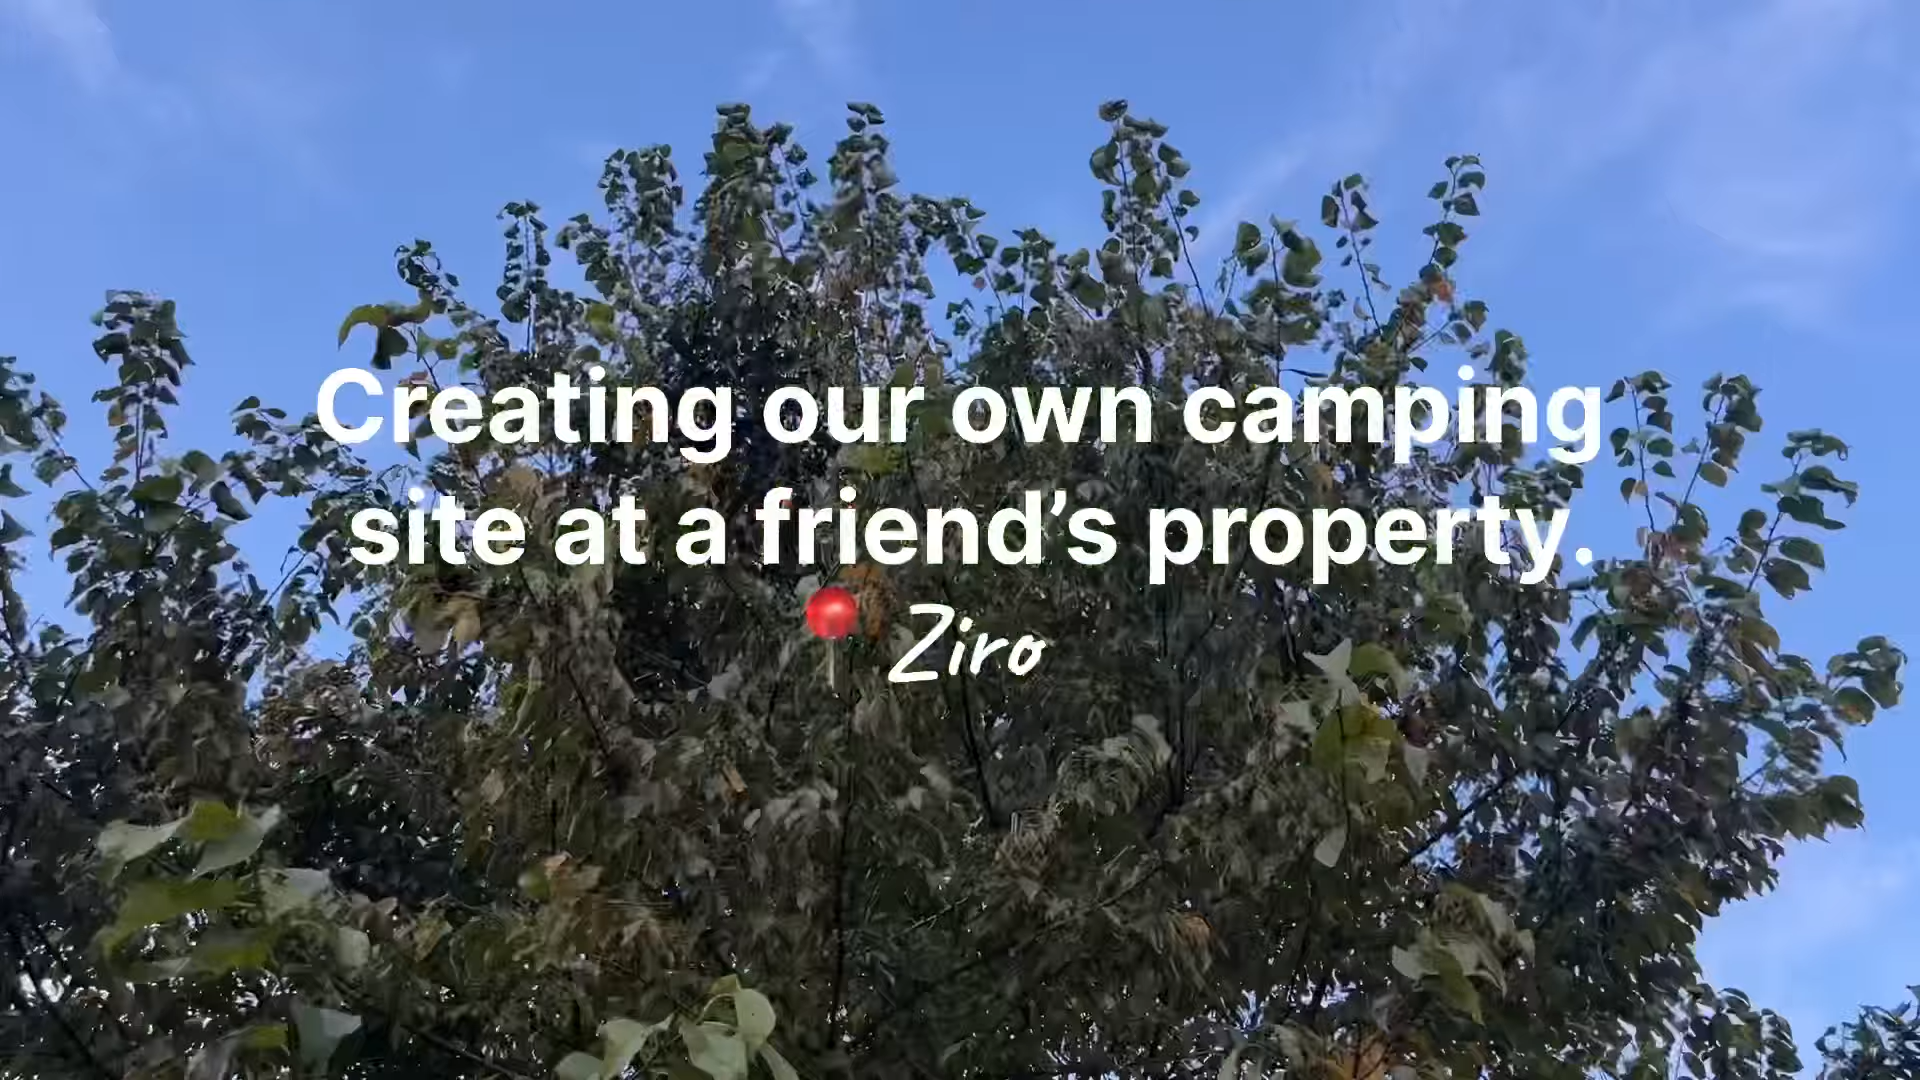 Creating our own camping
site at a friend’s property.
📍 Ziro